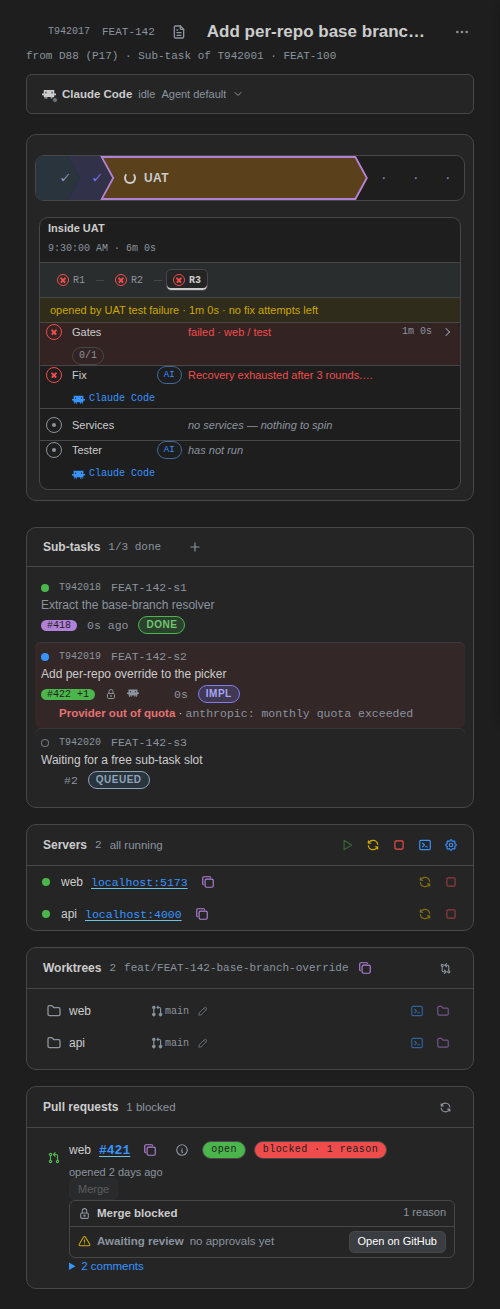 T942017 FEAT-142 Add per-repo base branc…
from D88 (P17) · Sub-task of T942001 · FEAT-100
Claude Code idle Agent default
UAT
Inside UAT
9:30:00 AM · 6m 0s
R1 — R2 — R3
opened by UAT test failure · 1m 0s · no fix attempts left
Gates failed · web / test 1m 0s
0/1
Fix AI Recovery exhausted after 3 rounds.…
Claude Code
Services no services — nothing to spin
Tester AI has not run
Claude Code
Sub-tasks 1/3 done
T942018 FEAT-142-s1
Extract the base-branch resolver
#418 0s ago DONE
T942019 FEAT-142-s2
Add per-repo override to the picker
#422 +1 0s IMPL
Provider out of quota · anthropic: monthly quota exceeded
T942020 FEAT-142-s3
Waiting for a free sub-task slot
#2 QUEUED
Servers 2 all running
web localhost:5173
api localhost:4000
Worktrees 2 feat/FEAT-142-base-branch-override
web main
api main
Pull requests 1 blocked
web #421 open blocked · 1 reason
opened 2 days ago
Merge
Merge blocked 1 reason
Awaiting review no approvals yet Open on GitHub
2 comments